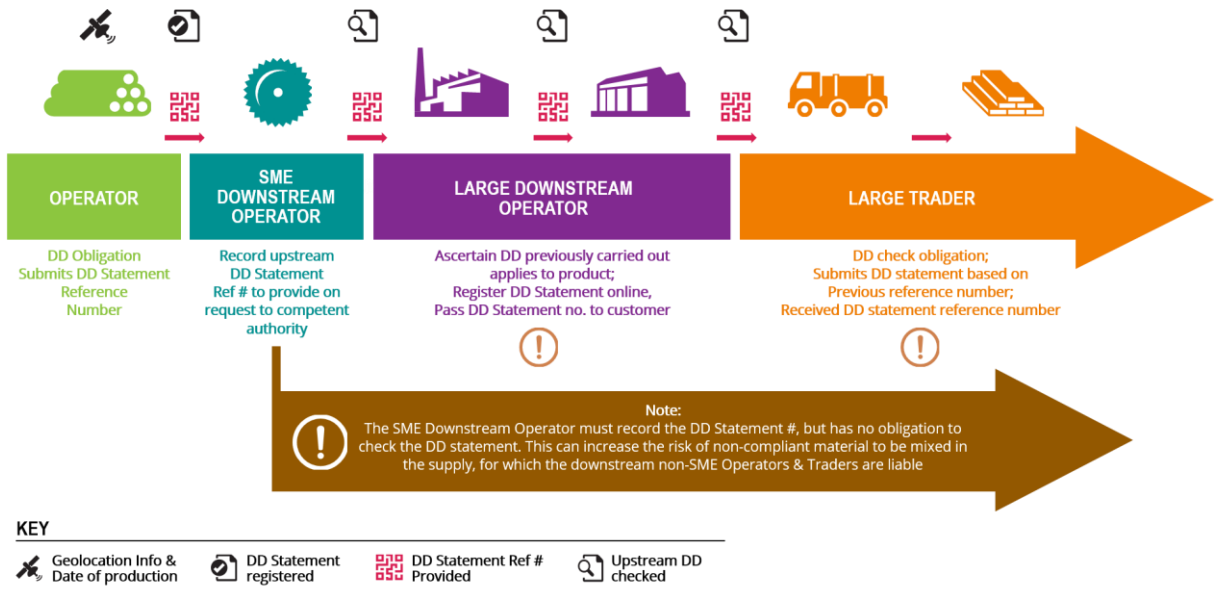 OPERATOR
SME
DOWNSTREAM
OPERATOR
LARGE DOWNSTREAM
OPERATOR
LARGE TRADER
DD Obligation
Submits DD Statement
Reference
Number
Record upstream
DD Statement
Ref # to provide on
request to competent
authority
Ascertain DD previously carried out
applies to product;
Register DD Statement online,
Pass DD Statement no. to customer
DD check obligation;
Submits DD statement based on
Previous reference number;
Received DD statement reference number
Note:
The SME Downstream Operator must record the DD Statement #, but has no obligation to
check the DD statement. This can increase the risk of non-compliant material to be mixed in
the supply, for which the downstream non-SME Operators & Traders are liable
KEY
Geolocation Info &
Date of production
DD Statement
registered
DD Statement Ref #
Provided
Upstream DD
checked